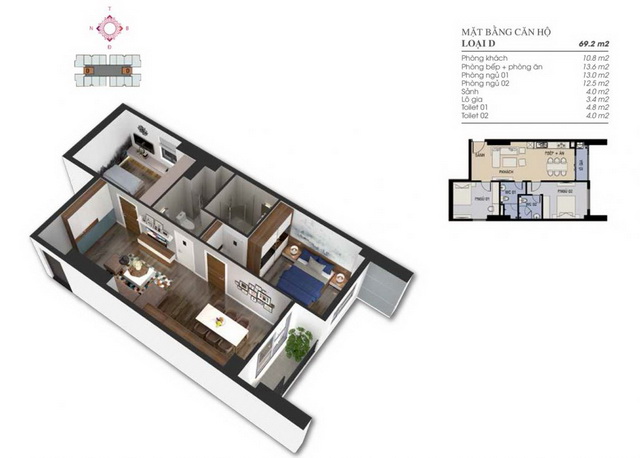 T
N B
Đ
MẶT BẰNG CĂN HỘ
LOẠI D 69.2 m2
Phòng khách 10.8 m2
Phòng bếp + phòng ăn 13.6 m2
Phòng ngủ 01 13.0 m2
Phòng ngủ 02 12.5 m2
Sảnh 4.0 m2
Lô gia 3.4 m2
Toilet 01 4.8 m2
Toilet 02 4.0 m2
SẢNH
BẾP + ĂN
P.KHÁCH
P.NGỦ 01
WC 01
WC 02
P.NGỦ 02